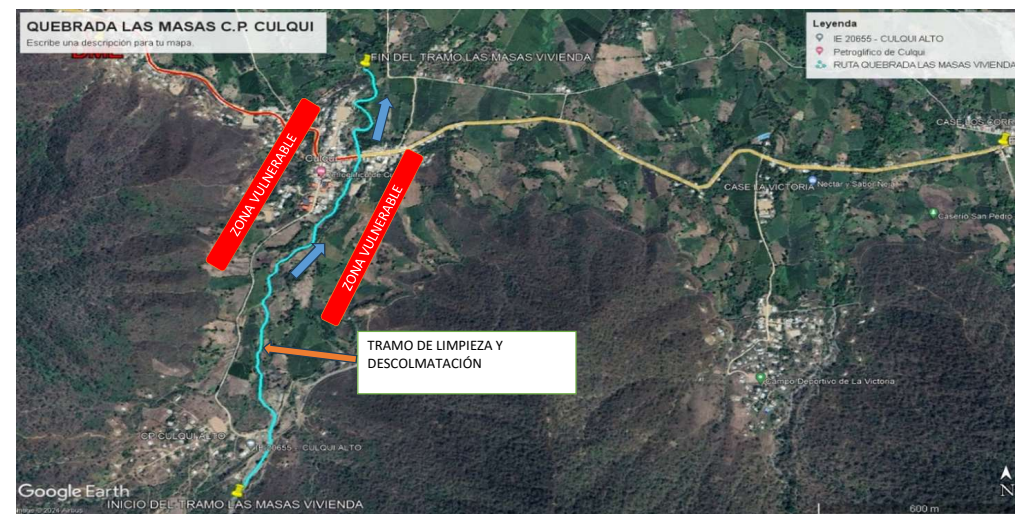 QUEBRADA LAS MASAS C.P. CULQUI
Escribe una descripción para tu mapa.
Leyenda
IE 20655 - CULQUI ALTO
Petroglifico de Culqui
RUTA QUEBRADA LAS MASAS VIVIENDA
FIN DEL TRAMO LAS MASAS VIVIENDA
ZONA VULNERABLE
ZONA VULNERABLE
Culqui
CASE LA VICTORIA
Caserio San Pedro
TRAMO DE LIMPIEZA Y
DESCOLMATACIÓN
Campo Deportivo de La Victoria
CP CULQUI ALTO
IE 20655 - CULQUI ALTO
Google Earth
INICIO DEL TRAMO LAS MASAS VIVIENDA
N
600 m